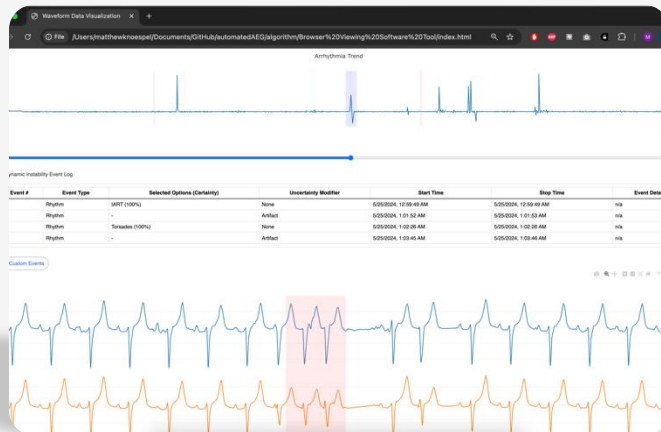 Waveform Data Visualization
File /Users/matthewknoespel/Documents/GitHub/automatedAEG/algorithm/Browser%20Viewing%20Software%20Tool/index.html
Arrhythmia Trend
ynamic Instability Event Log
Event # Event Type Selected Options (Certainty) Uncertainty Modifier Start Time Stop Time Event Deta
Rhythm IART (100%) None 5/25/2024, 12:59:49 AM 5/25/2024, 12:59:49 AM n/a
Rhythm - Artifact 5/25/2024, 1:01:52 AM 5/25/2024, 1:01:53 AM n/a
Rhythm Torsades (100%) None 5/25/2024, 1:02:26 AM 5/25/2024, 1:02:28 AM n/a
Rhythm - Artifact 5/25/2024, 1:03:45 AM 5/25/2024, 1:03:46 AM n/a
Custom Events